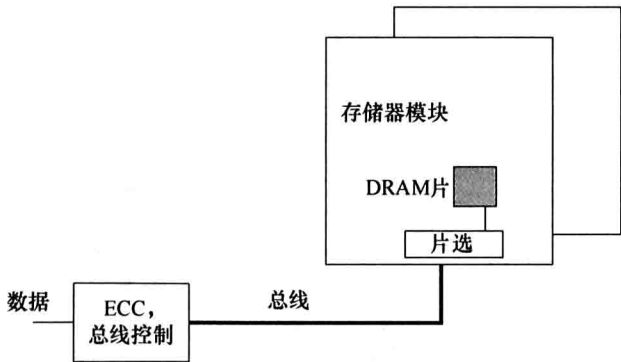 存储器模块
DRAM片
片选
数据
ECC，
总线控制
总线